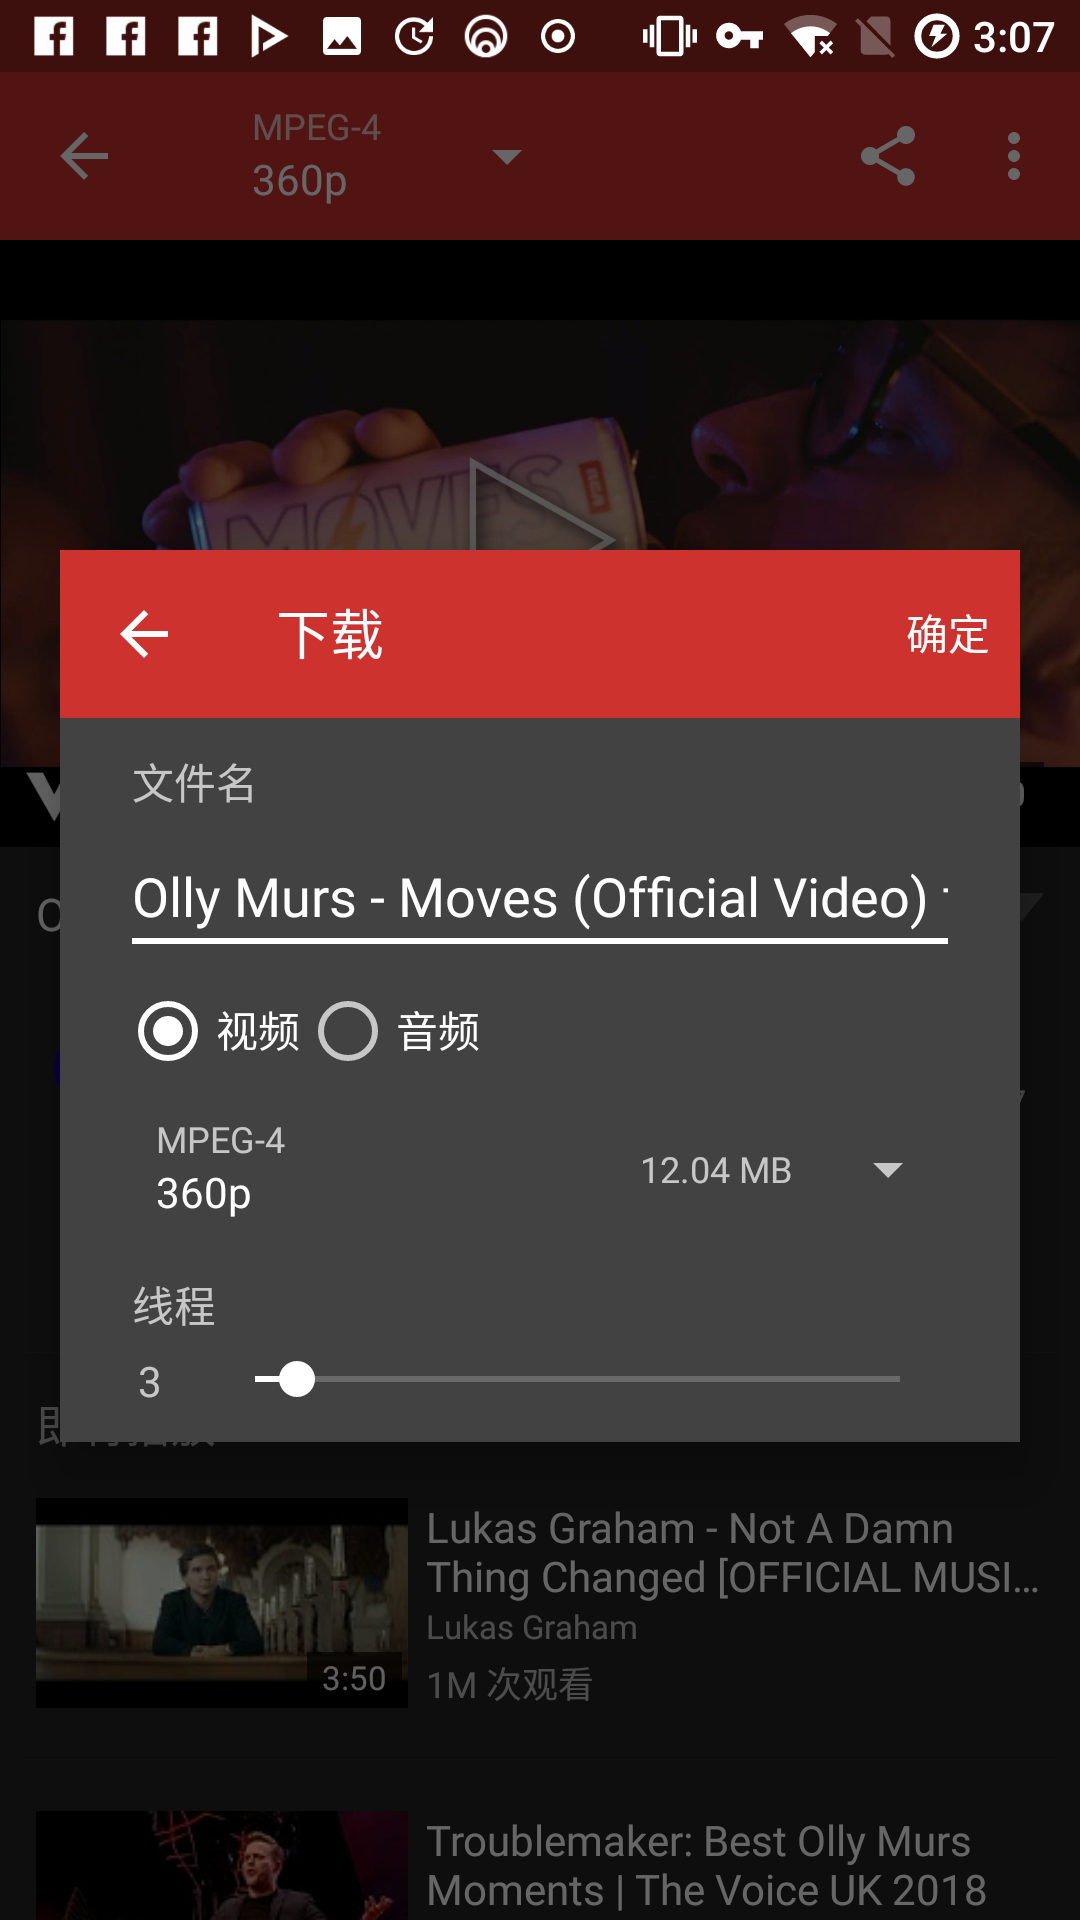 3:07
MPEG-4
360p
MOVES
下载
确定
文件名
Olly Murs - Moves (Official Video)
视频
音频
MPEG-4
360p
12.04 MB
线程
3
Lukas Graham - Not A Damn
Thing Changed [OFFICIAL MUSI...
Lukas Graham
1M 次观看
3:50
Troublemaker: Best Olly Murs
Moments | The Voice UK 2018